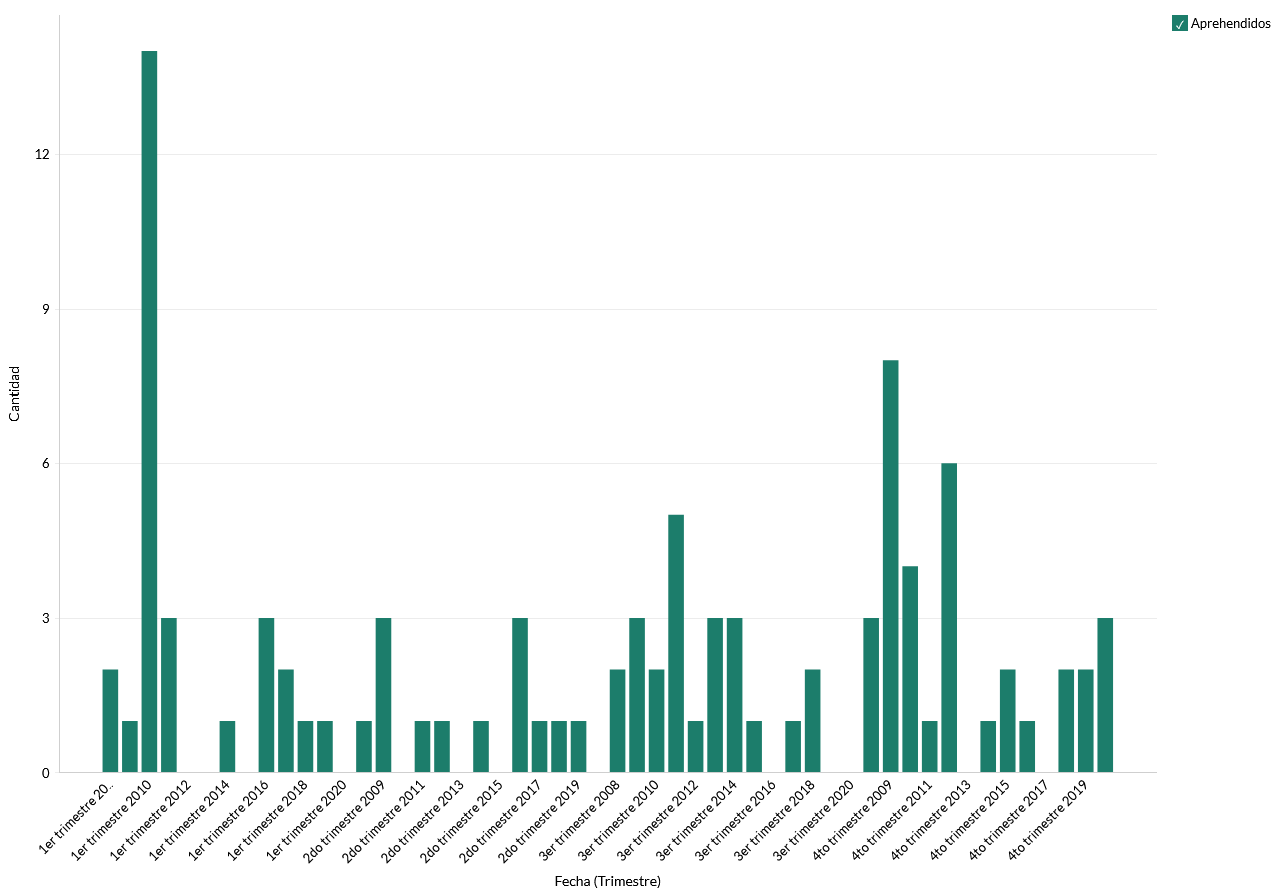 Aprehendidos
12
9
6
3
0
Cantidad
1er trimestre 20..
1er trimestre 2010
1er trimestre 2012
1er trimestre 2014
1er trimestre 2016
1er trimestre 2018
1er trimestre 2020
2do trimestre 2009
2do trimestre 2011
2do trimestre 2013
2do trimestre 2015
2do trimestre 2017
2do trimestre 2019
3er trimestre 2008
3er trimestre 2010
3er trimestre 2012
3er trimestre 2014
3er trimestre 2016
3er trimestre 2018
3er trimestre 2020
4to trimestre 2009
4to trimestre 2011
4to trimestre 2013
4to trimestre 2015
4to trimestre 2017
4to trimestre 2019
Fecha (Trimestre)